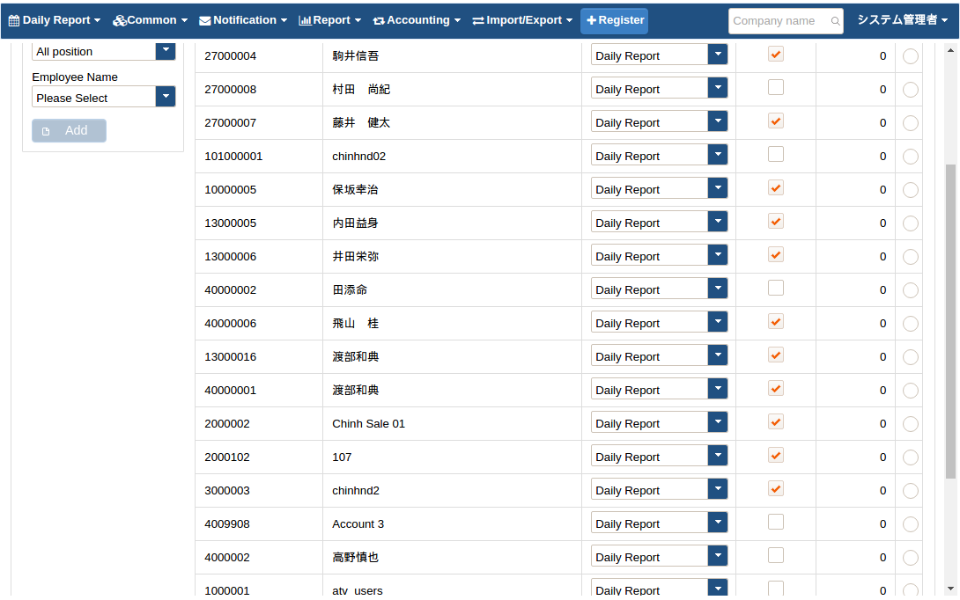 Daily Report Common Notification Report Accounting Import/Export Register Company name システム管理者
All position
Employee Name
Please Select
Add
27000004 駒井信吾 Daily Report 0
27000008 村田　尚紀 Daily Report 0
27000007 藤井　健太 Daily Report 0
101000001 chinhnd02 Daily Report 0
10000005 保坂幸治 Daily Report 0
13000005 内田益身 Daily Report 0
13000006 井田栄弥 Daily Report 0
40000002 田添命 Daily Report 0
40000006 飛山　桂 Daily Report 0
13000016 渡部和典 Daily Report 0
40000001 渡部和典 Daily Report 0
2000002 Chinh Sale 01 Daily Report 0
2000102 107 Daily Report 0
3000003 chinhnd2 Daily Report 0
4009908 Account 3 Daily Report 0
4000002 高野慎也 Daily Report 0
1000001 atv_users Daily Report 0